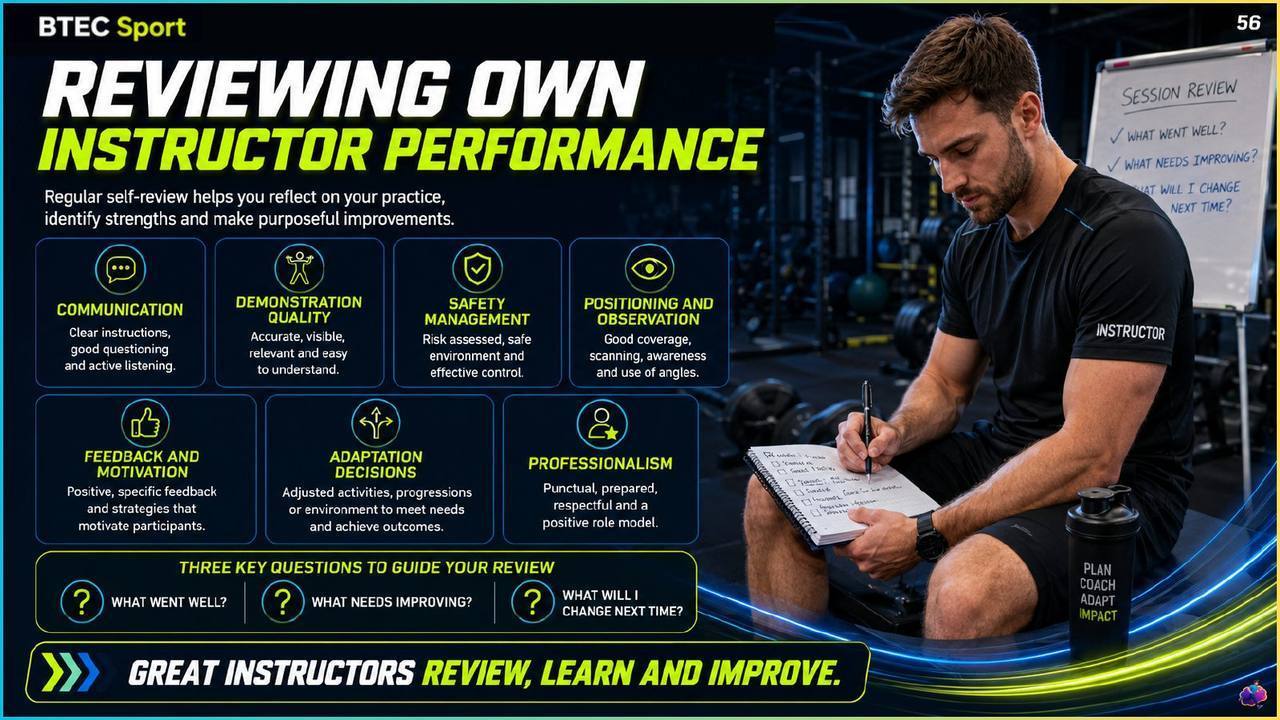 BTEC Sport
56
REVIEWING OWN
INSTRUCTOR PERFORMANCE
Regular self-review helps you reflect on your practice,
identify strengths and make purposeful improvements.
COMMUNICATION
Clear instructions,
good questioning
and active listening.
DEMONSTRATION
QUALITY
Accurate, visible,
relevant and easy
to understand.
SAFETY
MANAGEMENT
Risk assessed, safe
environment and
effective control.
POSITIONING AND
OBSERVATION
Good coverage,
scanning, awareness
and use of angles.
FEEDBACK AND
MOTIVATION
Positive, specific feedback
and strategies that
motivate participants.
ADAPTATION
DECISIONS
Adjusted activities, progressions
or environment to meet needs
and achieve outcomes.
PROFESSIONALISM
Punctual, prepared,
respectful and a
positive role model.
THREE KEY QUESTIONS TO GUIDE YOUR REVIEW
? WHAT WENT WELL?
? WHAT NEEDS IMPROVING?
? WHAT WILL I
CHANGE NEXT TIME?
GREAT INSTRUCTORS REVIEW, LEARN AND IMPROVE.
SESSION REVIEW
✓ WHAT WENT WELL?
✓ WHAT NEEDS IMPROVING?
WILL I CHANGE
NEXT TIME?
INSTRUCTOR
PLAN
COACH
ADAPT
IMPACT